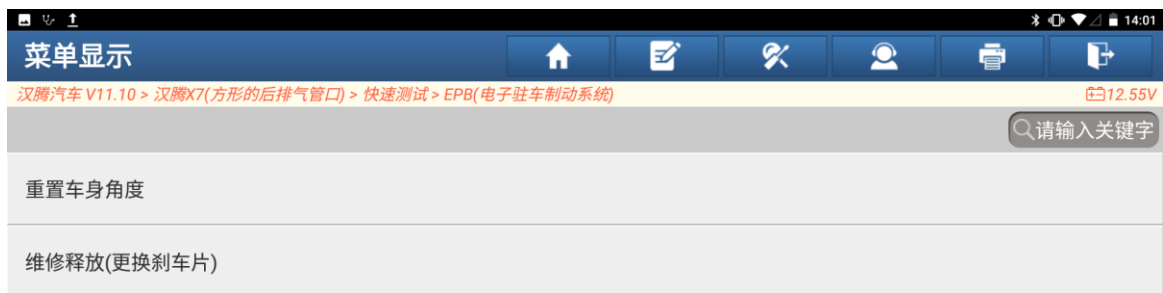 14:01
菜单显示
汉腾汽车 V11.10 > 汉腾X7(方形的后排气管口) > 快速测试 > EPB(电子驻车制动系统)
12.55V
请输入关键字
重置车身角度
维修释放(更换刹车片)